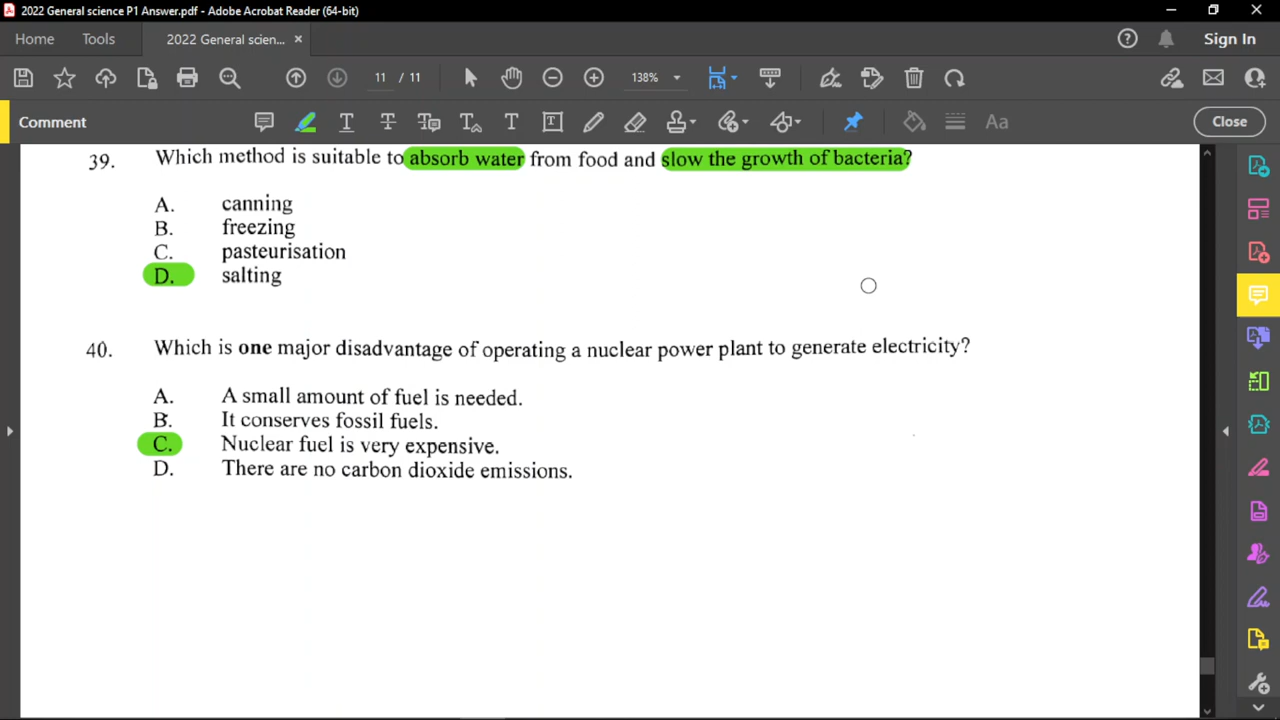 2022 General science P1 Answer.pdf - Adobe Acrobat Reader (64-bit)
Home Tools 2022 General scien... × Sign In
11 / 11 138%
Comment Close
39. Which method is suitable to absorb water from food and slow the growth of bacteria?
A. canning
B. freezing
C. pasteurisation
D. salting
40. Which is one major disadvantage of operating a nuclear power plant to generate electricity?
A. A small amount of fuel is needed.
B. It conserves fossil fuels.
C. Nuclear fuel is very expensive.
D. There are no carbon dioxide emissions.